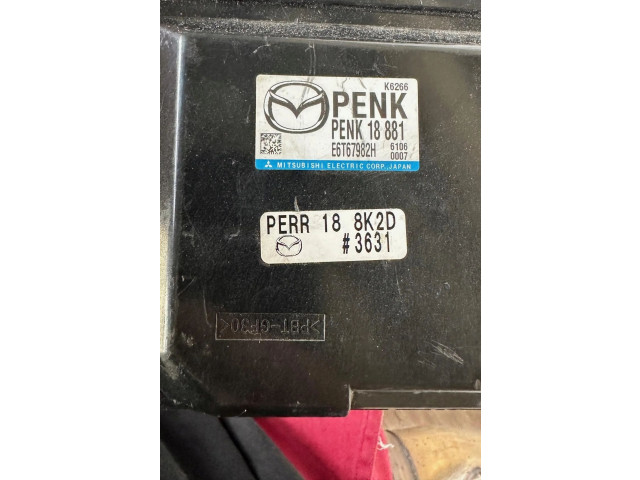 K6266
PENK
PENK 18 881
E6T67982H 6106
0007
MITSUBISHI ELECTRIC CORP., JAPAN
PERR 18 8K2D
#3631
>PBT-GF30<